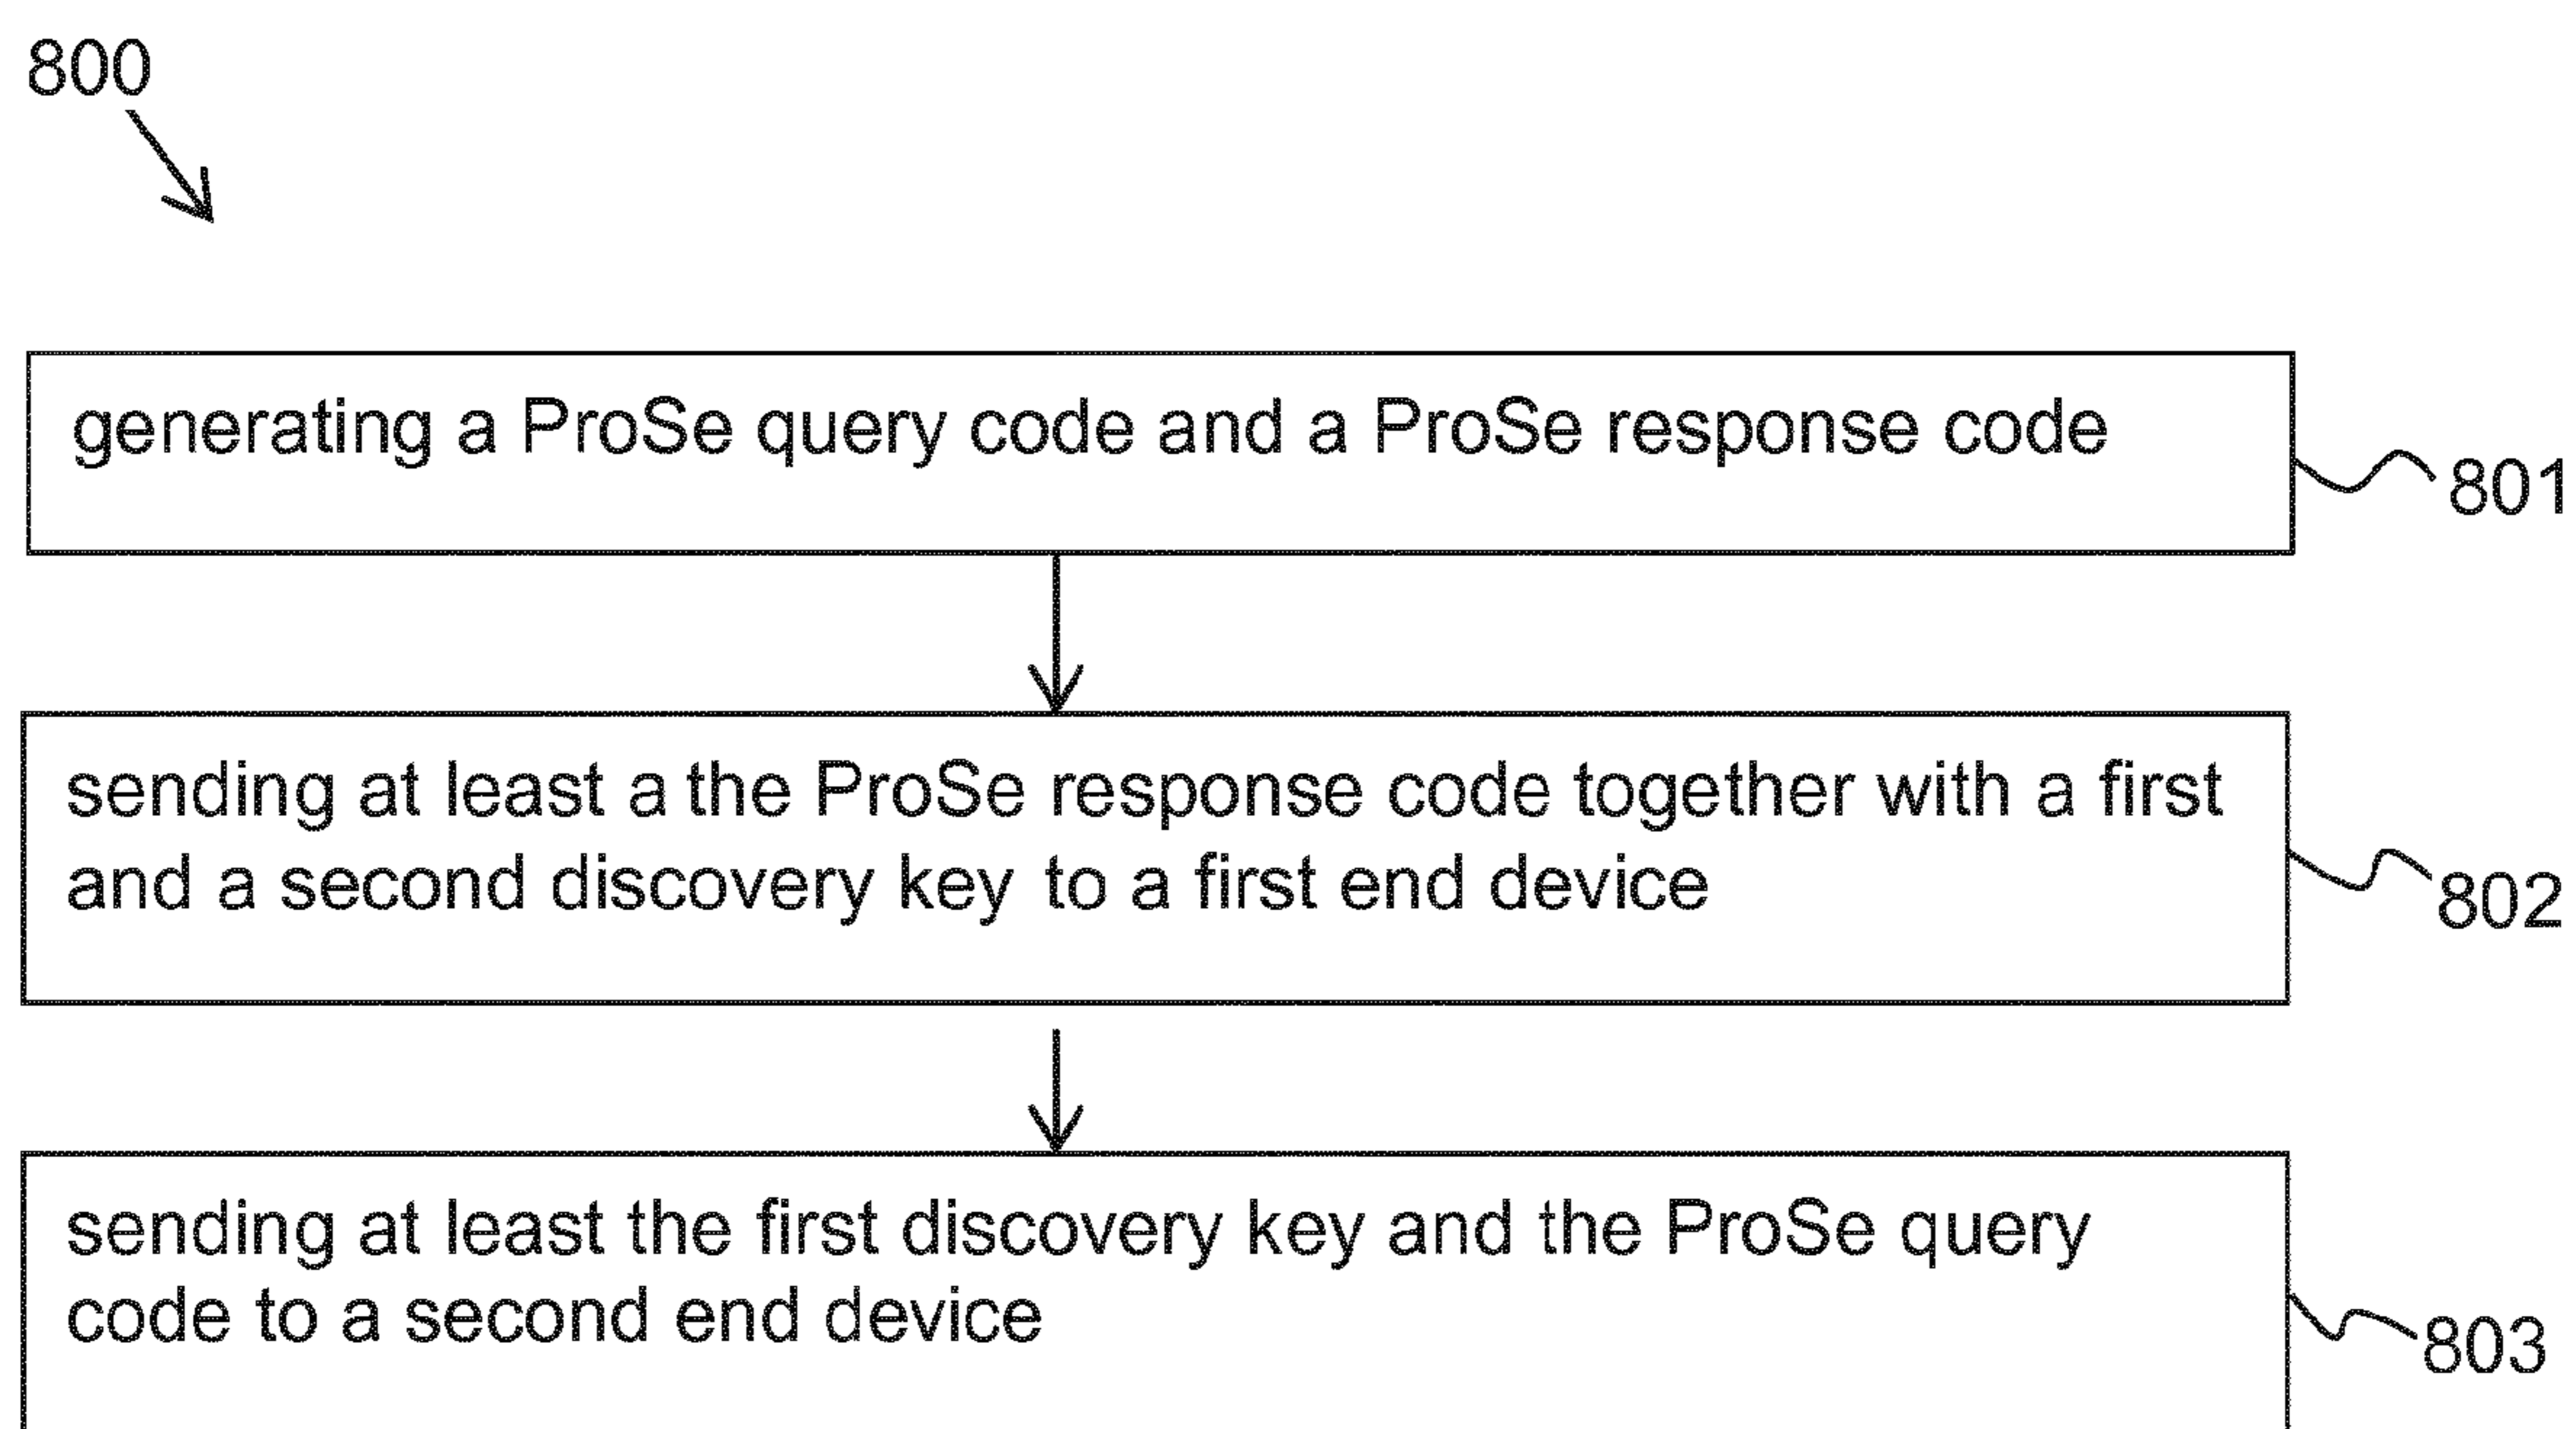 800
generating a ProSe query code and a ProSe response code
801
sending at least a the ProSe response code together with a first
and a second discovery key to a first end device
802
sending at least the first discovery key and the ProSe query
code to a second end device
803